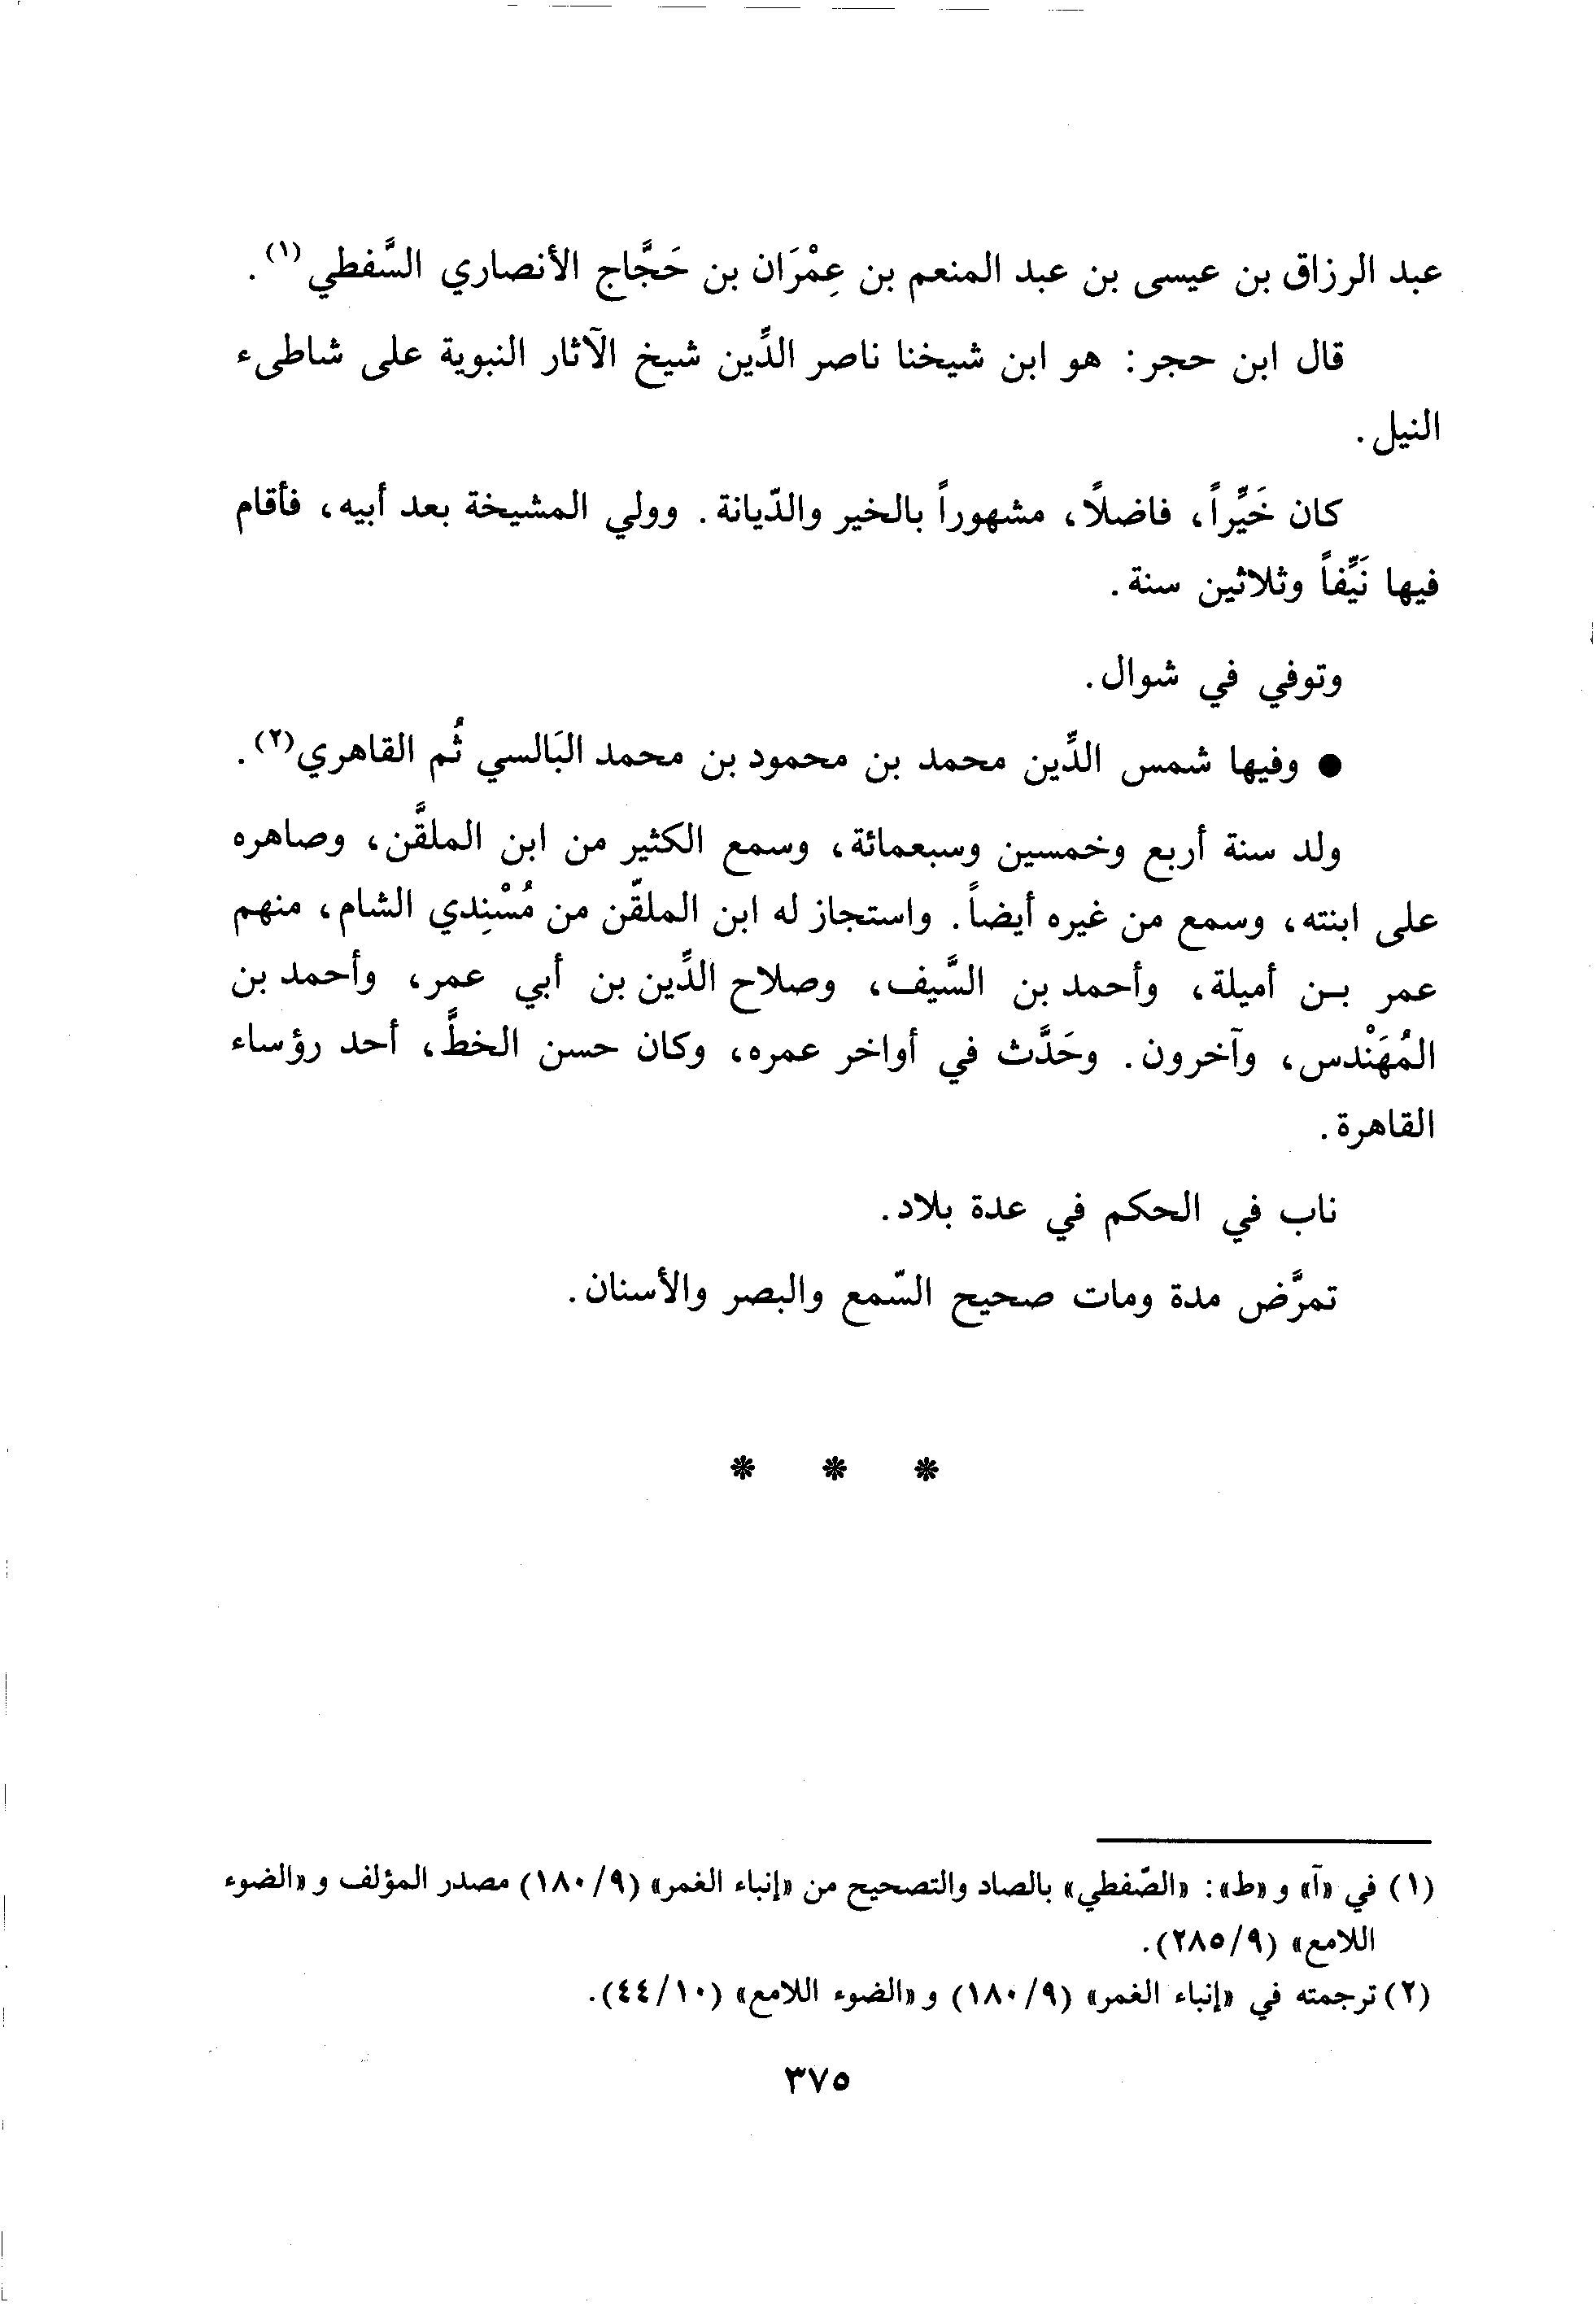 عبد الرزاق بن عيسى بن عبد المنعم بن عِمْرَان بن حَجَّاج الأنصاري السَّفطي (١).
قال ابن حجر: هو ابن شيخنا ناصر الدِّين شيخ الآثار النبوية على شاطىء
النيل.
كان خَيِّراً، فاضلاً، مشهوراً بالخير والدّيانة. وولي المشيخة بعد أبيه، فأقام
فيها نَيِّفاً وثلاثين سنة.
وتوفي في شوال.
● وفيها شمس الدِّين محمد بن محمود بن محمد البَالسي ثُم القاهري(٢).
ولد سنة أربع وخمسين وسبعمائة، وسمع الكثير من ابن الملقَّن، وصاهره
على ابنته، وسمع من غيره أيضاً. واستجاز له ابن الملقّن من مُسْنِدي الشام، منهم
عمر بـن أميلة، وأحمد بن السَّيف، وصلاح الدِّين بن أبي عمر، وأحمد بن
المُهَنْدس، وآخرون. وحَدَّث في أواخر عمره، وكان حسن الخطَّ، أحد رؤساء
القاهرة.
ناب في الحكم في عدة بلاد.
تمرَّض مدة ومات صحيح السّمع والبصر والأسنان.
* * *
(١) في «آ» و «ط»: «الصّفطي» بالصاد والتصحيح من «إنباء الغمر» (٩/ ١٨٠) مصدر المؤلف و «الضوء
اللامع» (٩/ ٢٨٥).
(٢) ترجمته في «إنباء الغمر» (٩/ ١٨٠) و «الضوء اللامع» (١٠/ ٤٤).
٣٧٥